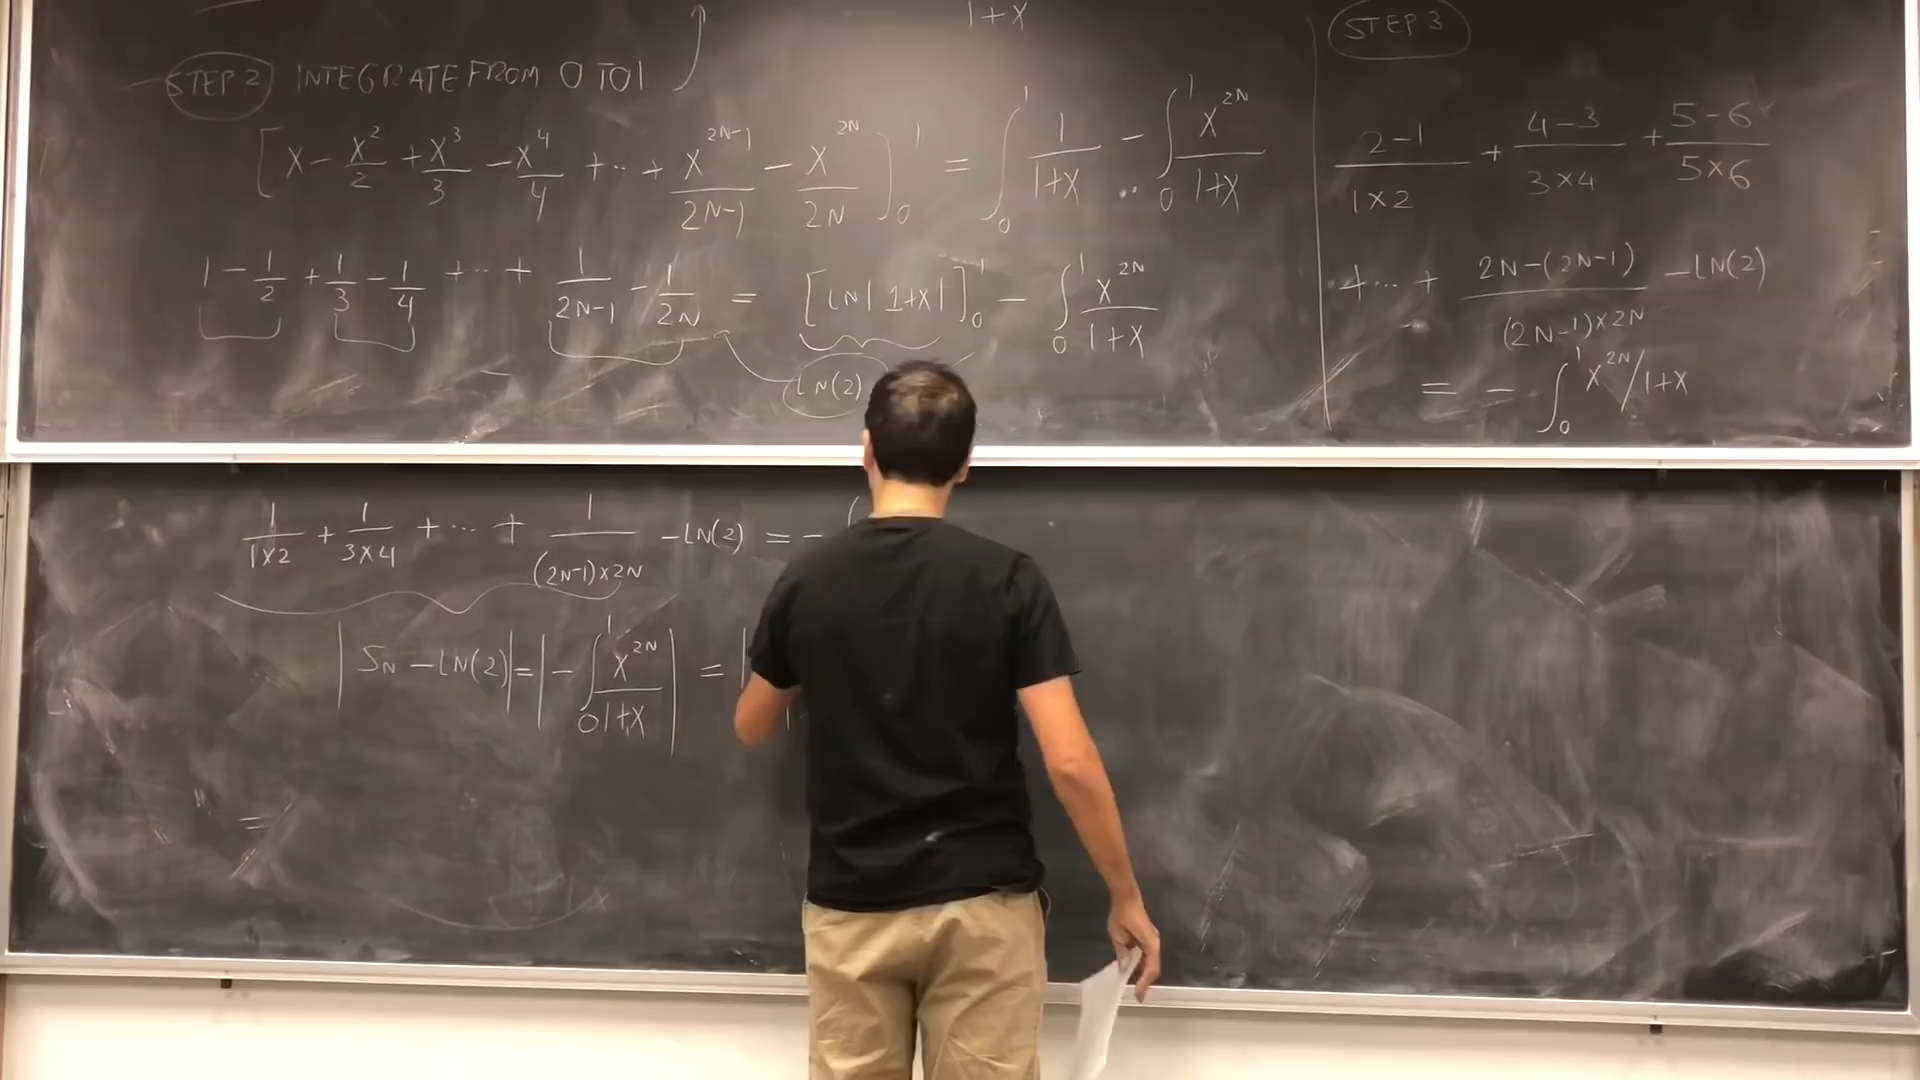 1+X
STEP 2 INTEGRATE FROM 0 TO 1
[X - X²/2 + X³/3 - X⁴/4 + ... + X^(2N-1)/(2N-1) - X^(2N)/(2N)]₀¹ = ∫₀¹ 1/(1+X) - ∫₀¹ X^(2N)/(1+X)
1 - 1/2 + 1/3 - 1/4 + ... + 1/(2N-1) - 1/(2N) = [LN|1+X|]₀¹ - ∫₀¹ X^(2N)/(1+X)
LN(2)
STEP 3
(2-1)/(1×2) + (4-3)/(3×4) + (5-6)/(5×6)
+ ... + (2N-(2N-1))/((2N-1)×2N) - LN(2)
= - ∫₀¹ X^(2N)/1+X
1/(1×2) + 1/(3×4) + ... + 1/((2N-1)×2N) - LN(2) = -
|S_N - LN(2)| = |- ∫₀¹ X^(2N)/(1+X)| = |
=